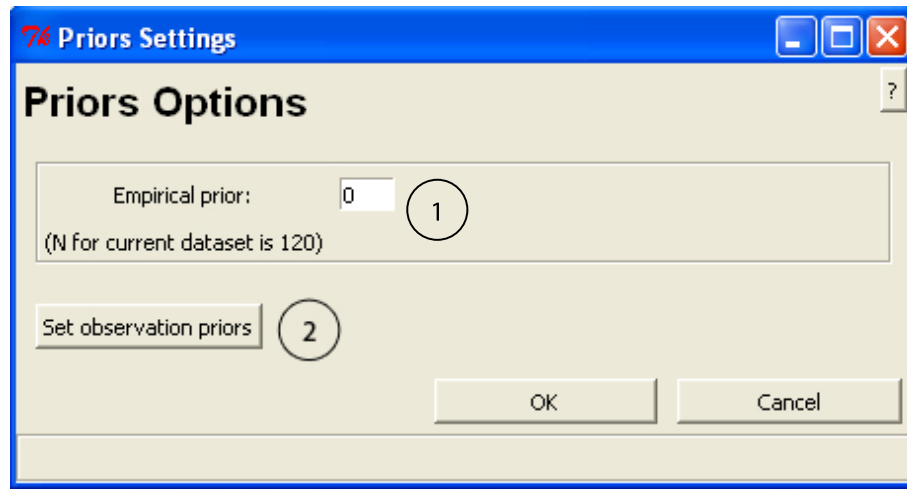 Priors Settings
Priors Options
?
Empirical prior: 0
1
(N for current dataset is 120)
Set observation priors
2
OK Cancel